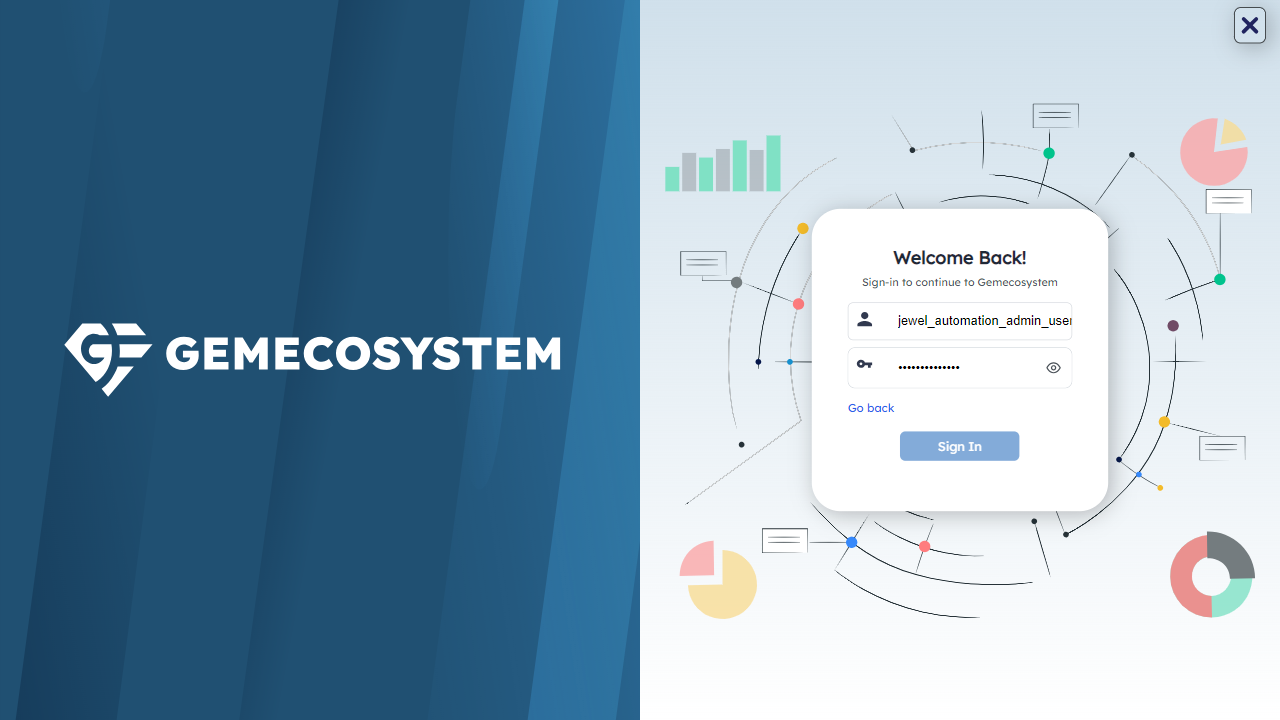 GEMECOSYSTEM
Welcome Back!
Sign-in to continue to Gemecosystem
jewel_automation_admin_user
••••••••••••••
Go back
Sign In